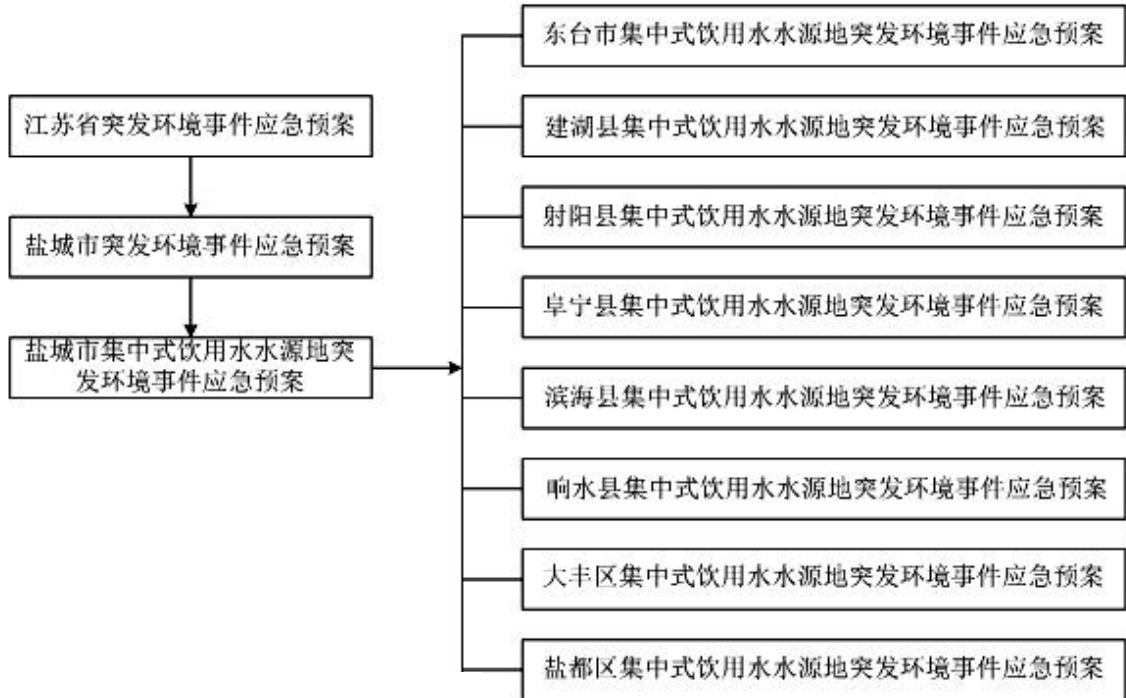 江苏省突发环境事件应急预案
盐城市突发环境事件应急预案
盐城市集中式饮用水水源地突
发环境事件应急预案
东台市集中式饮用水水源地突发环境事件应急预案
建湖县集中式饮用水水源地突发环境事件应急预案
射阳县集中式饮用水水源地突发环境事件应急预案
阜宁县集中式饮用水水源地突发环境事件应急预案
滨海县集中式饮用水水源地突发环境事件应急预案
响水县集中式饮用水水源地突发环境事件应急预案
大丰区集中式饮用水水源地突发环境事件应急预案
盐都区集中式饮用水水源地突发环境事件应急预案